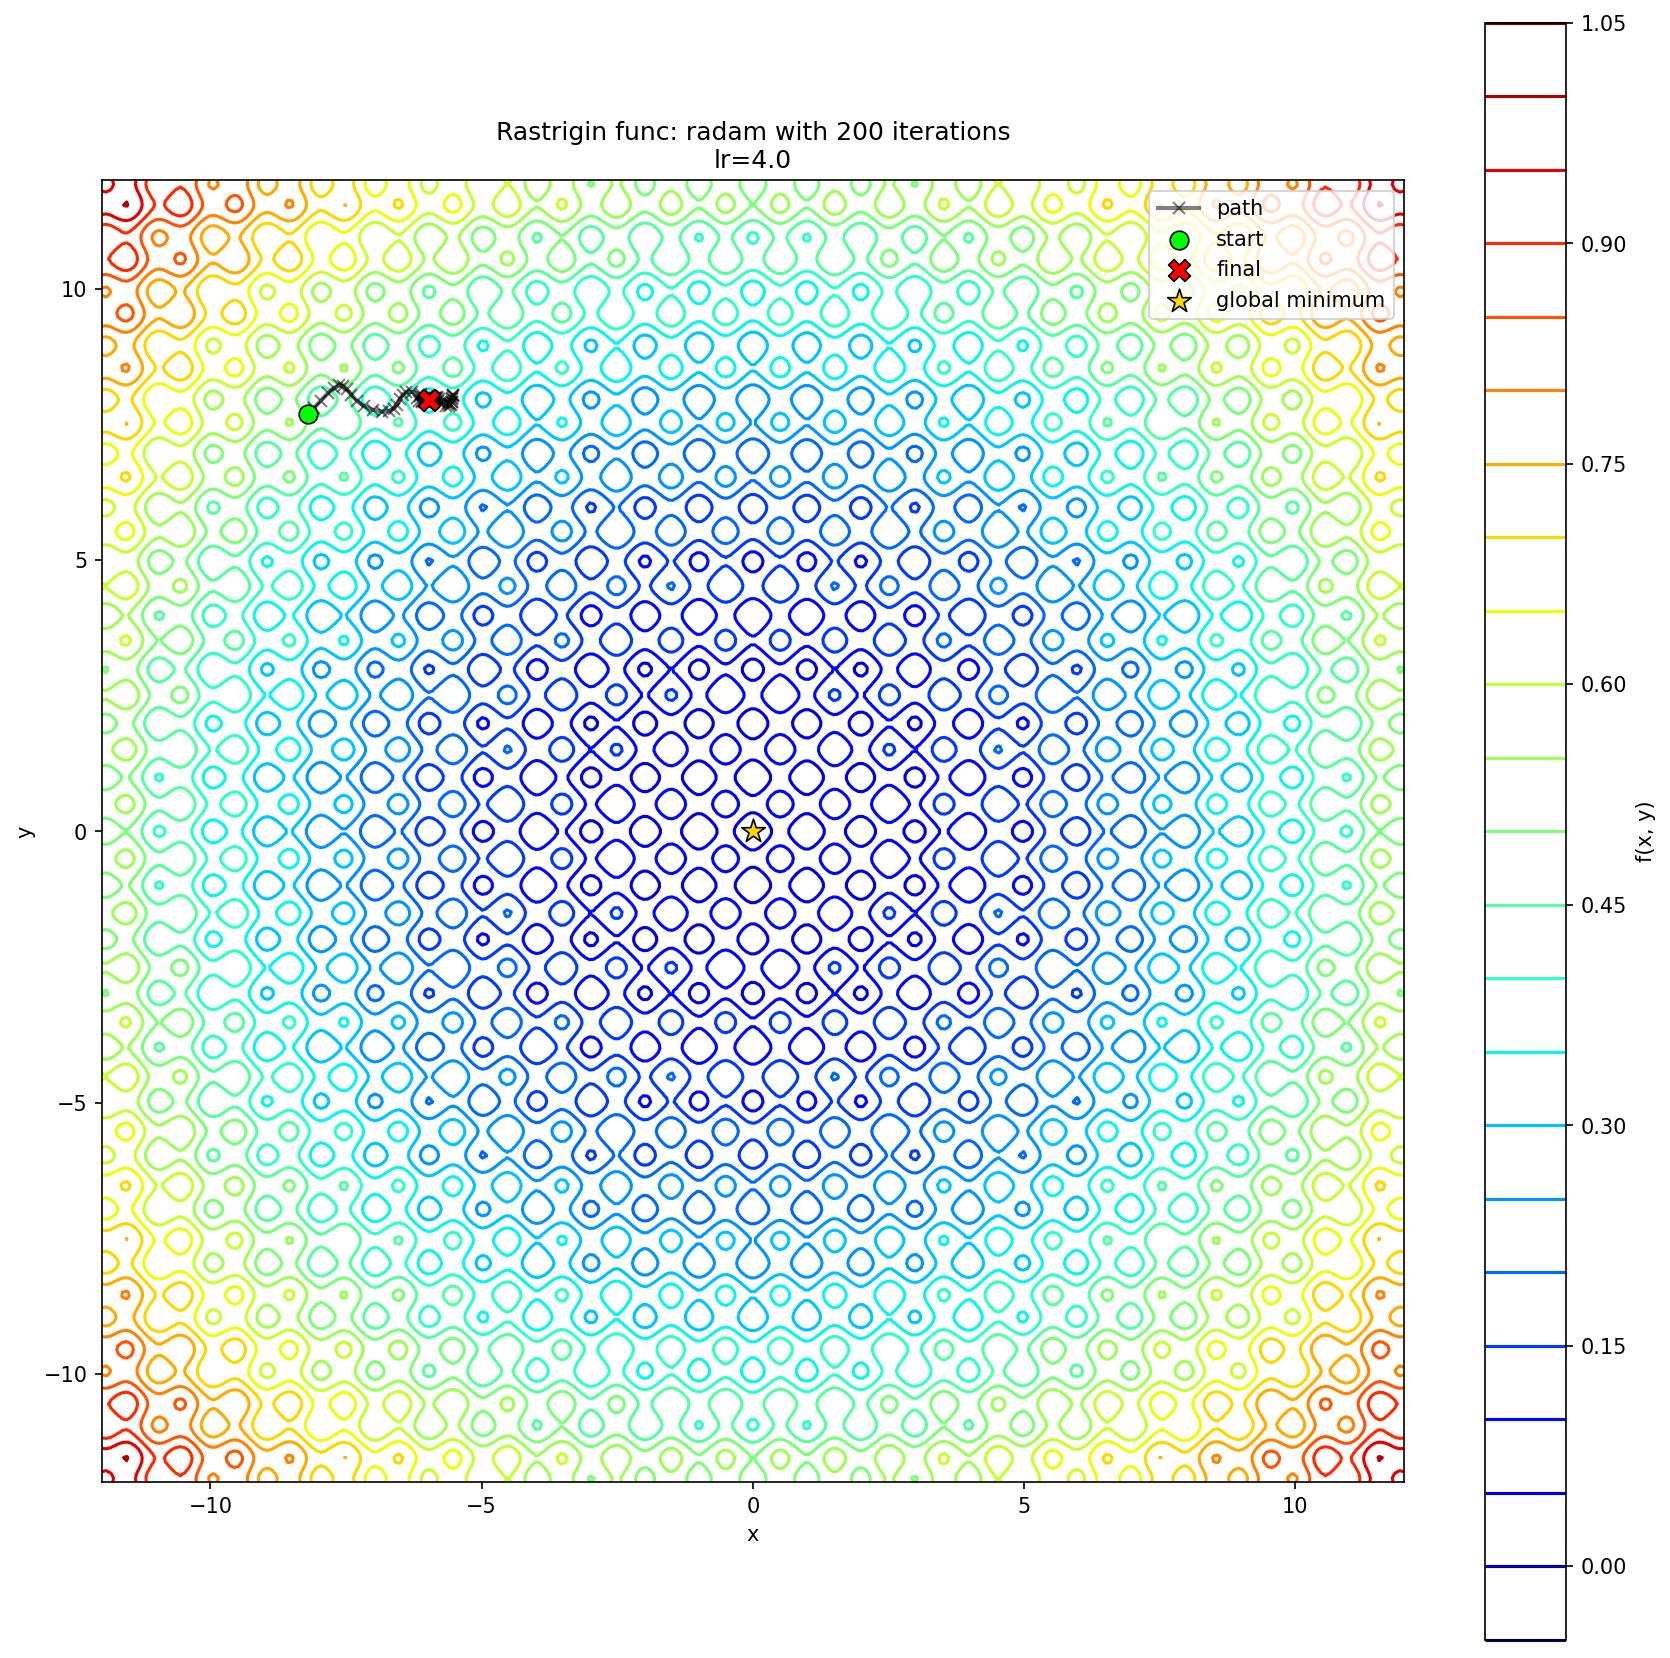 Rastrigin func: radam with 200 iterations
lr=4.0
path
start
final
global minimum
10
5
0
−5
−10
y
−10
−5
0
5
10
x
1.05
0.90
0.75
0.60
0.45
0.30
0.15
0.00
f(x, y)